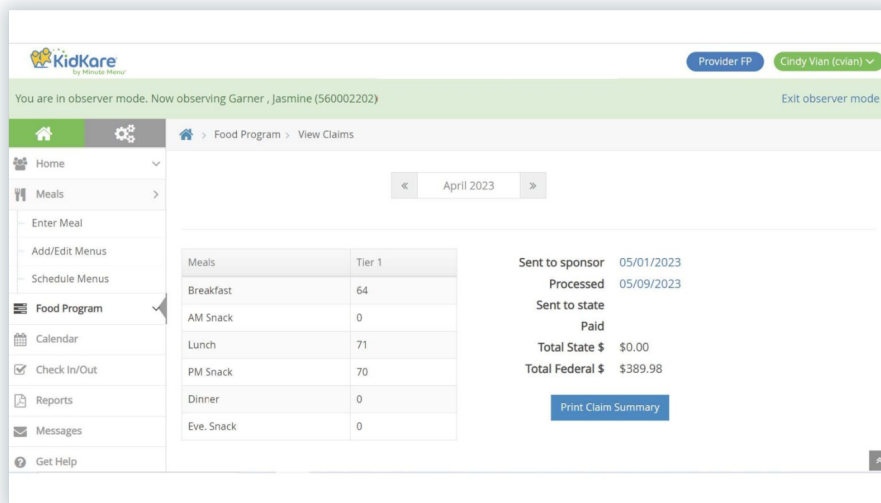 KidKare
by Minute Menu
Provider FP
Cindy Vian (cvian)
You are in observer mode. Now observing Garner , Jasmine (560002202)
Exit observer mode
Food Program > View Claims
Home
Meals
Enter Meal
Add/Edit Menus
Schedule Menus
Food Program
Calendar
Check In/Out
Reports
Messages
Get Help
« April 2023 »
Meals Tier 1
Breakfast 64
AM Snack 0
Lunch 71
PM Snack 70
Dinner 0
Eve. Snack 0
Sent to sponsor 05/01/2023
Processed 05/09/2023
Sent to state
Paid
Total State $ $0.00
Total Federal $ $389.98
Print Claim Summary